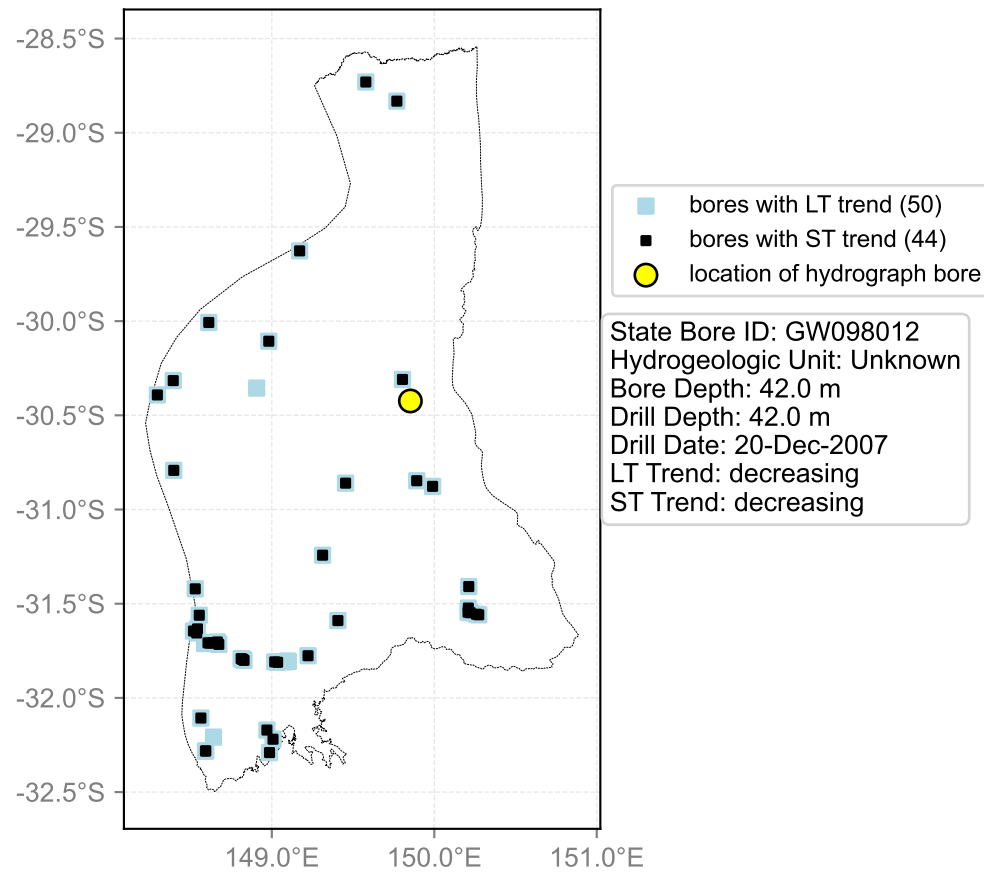 -28.5°S
-29.0°S
-29.5°S
-30.0°S
-30.5°S
-31.0°S
-31.5°S
-32.0°S
-32.5°S
149.0°E
150.0°E
151.0°E
bores with LT trend (50)
bores with ST trend (44)
location of hydrograph bore
State Bore ID: GW098012
Hydrogeologic Unit: Unknown
Bore Depth: 42.0 m
Drill Depth: 42.0 m
Drill Date: 20-Dec-2007
LT Trend: decreasing
ST Trend: decreasing